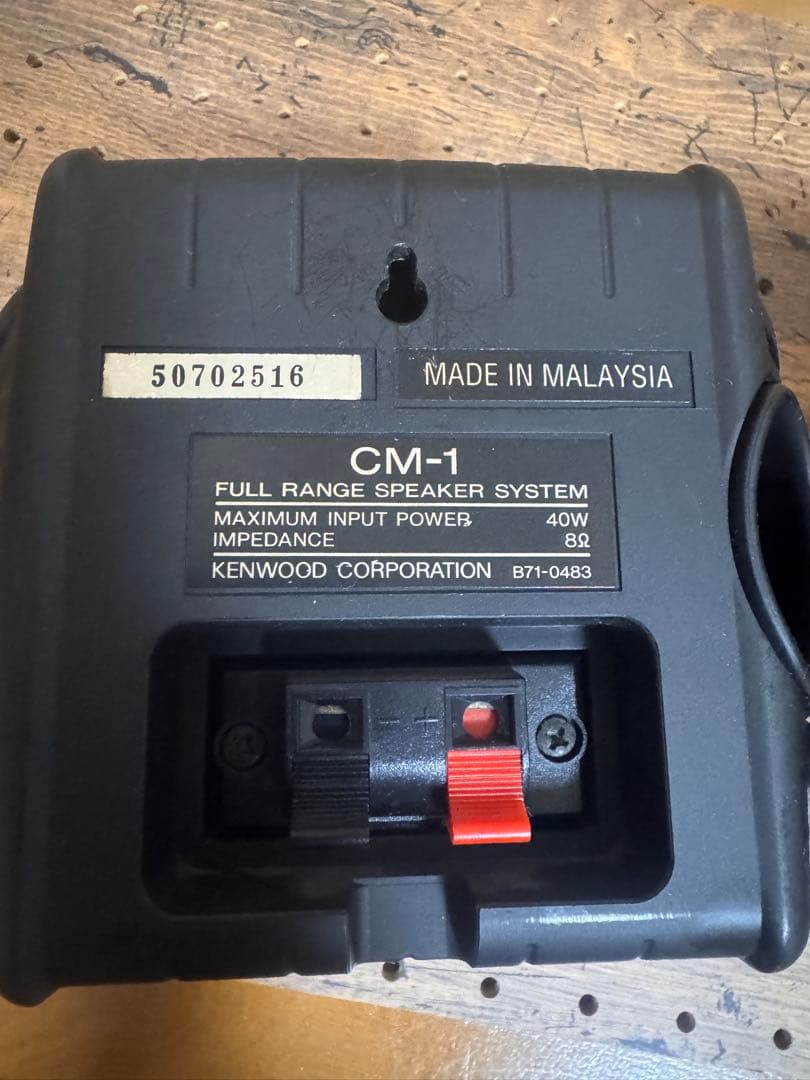 50702516
MADE IN MALAYSIA
CM-1
FULL RANGE SPEAKER SYSTEM
MAXIMUM INPUT POWER 40W
IMPEDANCE 8Ω
KENWOOD CORPORATION B71-0483
- +